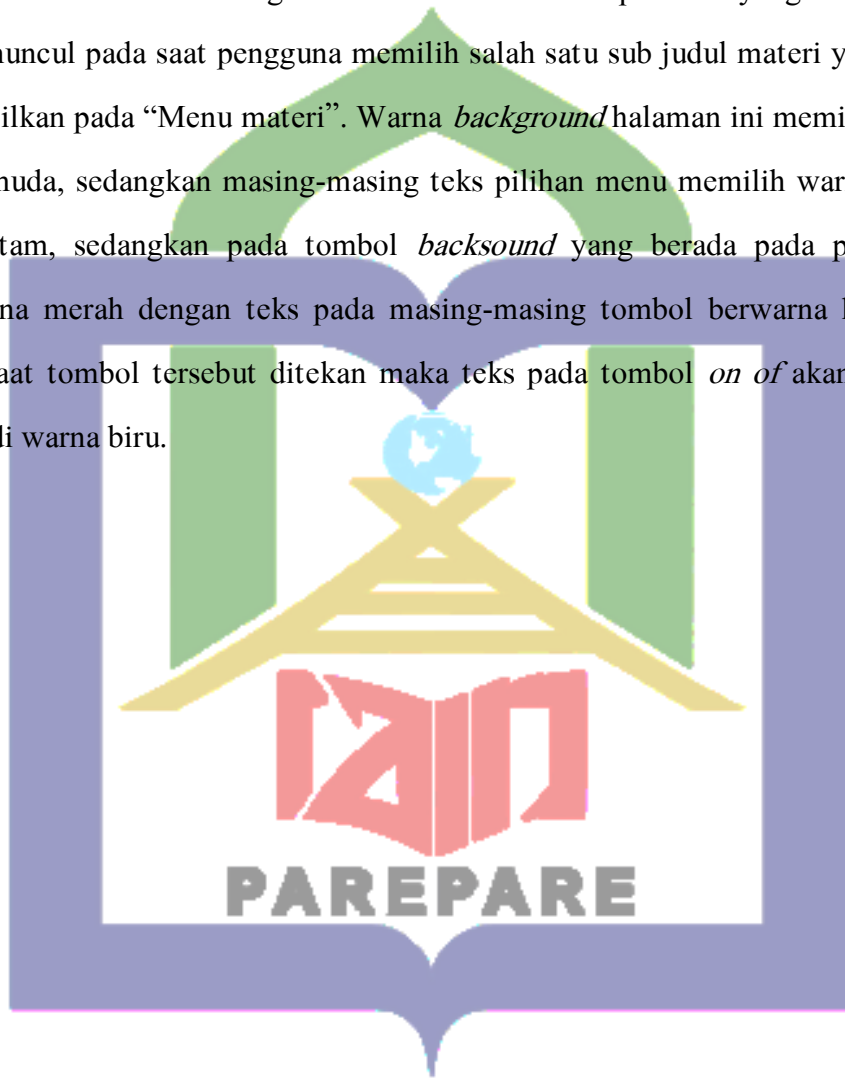 muncul pada saat pengguna memilih salah satu sub judul materi
ilkan pada “Menu materi”. Warna background halaman ini
muda, sedangkan masing-masing teks pilihan menu memilih
tam, sedangkan pada tombol backsound yang berada pada
na merah dengan teks pada masing-masing tombol berwarna
aat tombol tersebut ditekan maka teks pada tombol on of akan
di warna biru.
iain
PAREPARE